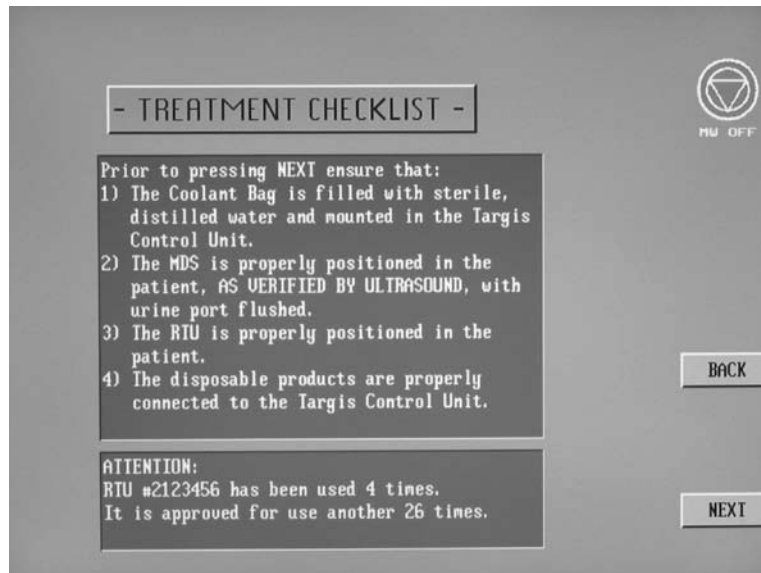 - TREATMENT CHECKLIST -
MW OFF
Prior to pressing NEXT ensure that:
1) The Coolant Bag is filled with sterile,
distilled water and mounted in the Targis
Control Unit.
2) The MDS is properly positioned in the
patient, AS VERIFIED BY ULTRASOUND, with
urine port flushed.
3) The RTU is properly positioned in the
patient.
4) The disposable products are properly
connected to the Targis Control Unit.
BACK
ATTENTION:
RTU #2123456 has been used 4 times.
It is approved for use another 26 times.
NEXT